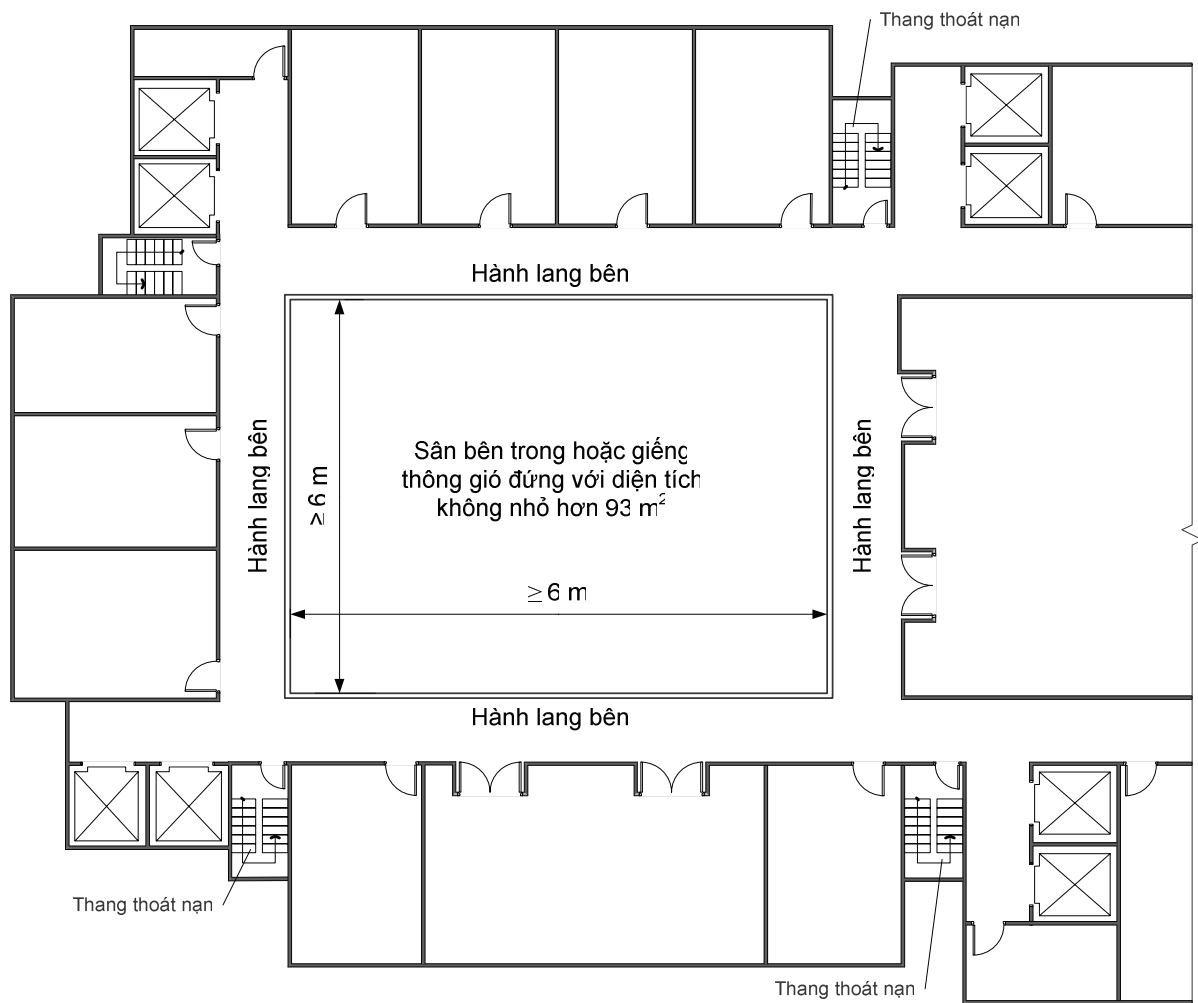 Thang thoát nạn
Hành lang bên
Hành lang bên
≥ 6 m
Sân bên trong hoặc giếng
thông gió đứng với diện tích
không nhỏ hơn 93 m²
≥ 6 m
Hành lang bên
Hành lang bên
Thang thoát nạn
Thang thoát nạn